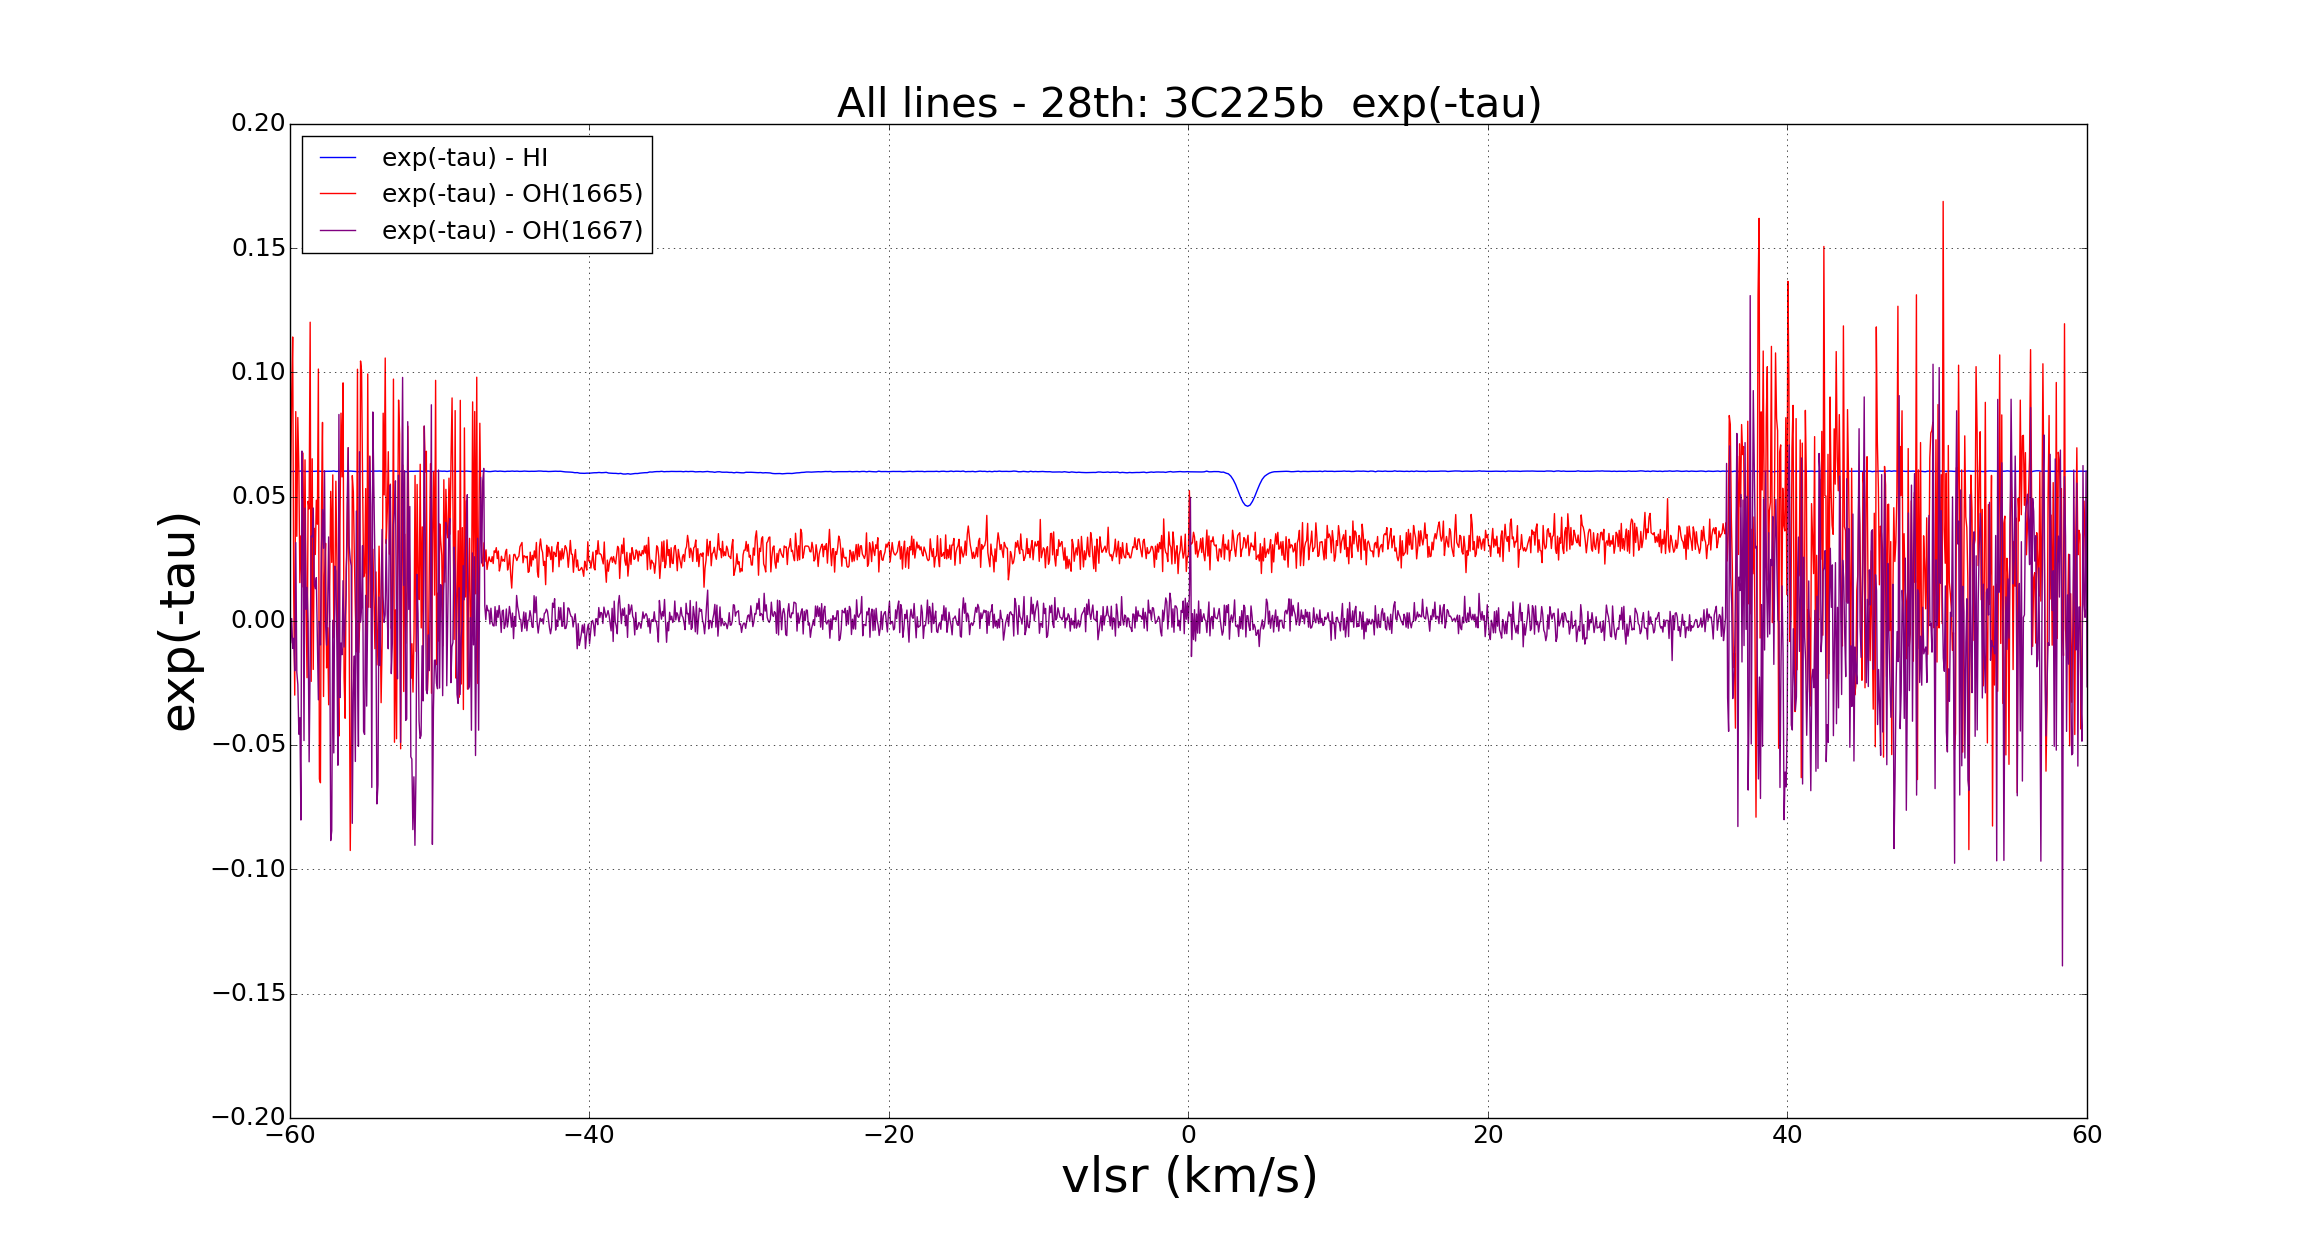 All lines - 28th: 3C225b  exp(-tau)
exp(-tau) - HI
exp(-tau) - OH(1665)
exp(-tau) - OH(1667)
0.20
0.15
0.10
0.05
0.00
−0.05
−0.10
−0.15
−0.20
exp(-tau)
−60
−40
−20
0
20
40
60
vlsr (km/s)